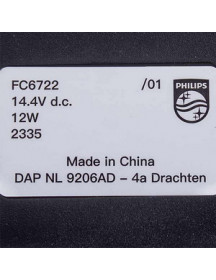 FC6722 /01
PHILIPS
14.4V d.c.
12W
2335
Made in China
DAP NL 9206AD – 4a Drachten